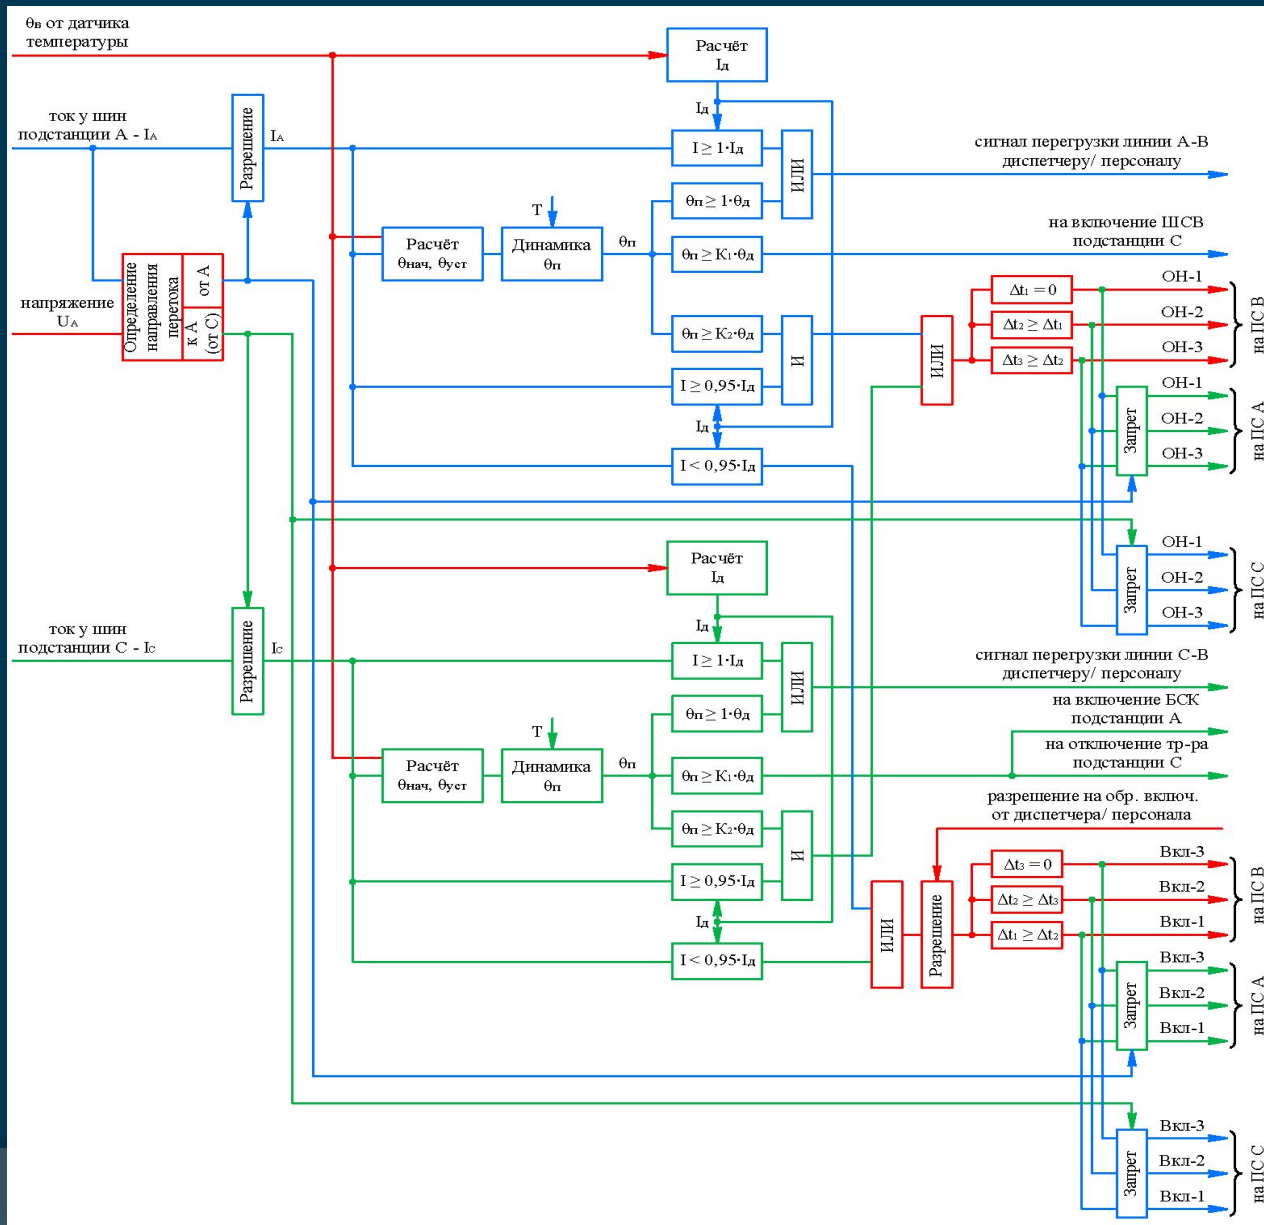 θв от датчика
температуры
Расчёт
Iд
Iд
ток у шин
подстанции А - IА
Разрешение
IА
I ≥ 1·Iд
ИЛИ
сигнал перегрузки линии А-В
диспетчеру/ персоналу
θп ≥ 1·θд
T
Расчёт
θнач, θуст
Динамика
θп
θп
θп ≥ К1·θд
на включение ШСВ
подстанции С
напряжение
UА
Определение
направления
перетока
от А
к А
(от С)
θп ≥ К2·θд
И
I ≥ 0,95·Iд
Iд
I < 0,95·Iд
ИЛИ
Δt1 = 0
Δt2 ≥ Δt1
Δt3 ≥ Δt2
ОН-1
ОН-2
ОН-3
на ПС В
Запрет
ОН-1
ОН-2
ОН-3
на ПС А
Запрет
ОН-1
ОН-2
ОН-3
на ПС С
Расчёт
Iд
Iд
ток у шин
подстанции С - IС
Разрешение
IС
I ≥ 1·Iд
ИЛИ
сигнал перегрузки линии С-В
диспетчеру/ персоналу
θп ≥ 1·θд
на включение БСК
подстанции А
T
Расчёт
θнач, θуст
Динамика
θп
θп
θп ≥ К1·θд
на отключение тр-ра
подстанции С
θп ≥ К2·θд
И
I ≥ 0,95·Iд
Iд
I < 0,95·Iд
разрешение на обр. включ.
от диспетчера/ персонала
ИЛИ
Разрешение
Δt3 = 0
Δt2 ≥ Δt3
Δt1 ≥ Δt2
Вкл-3
Вкл-2
Вкл-1
на ПС В
Запрет
Вкл-3
Вкл-2
Вкл-1
на ПС А
Запрет
Вкл-3
Вкл-2
Вкл-1
на ПС С